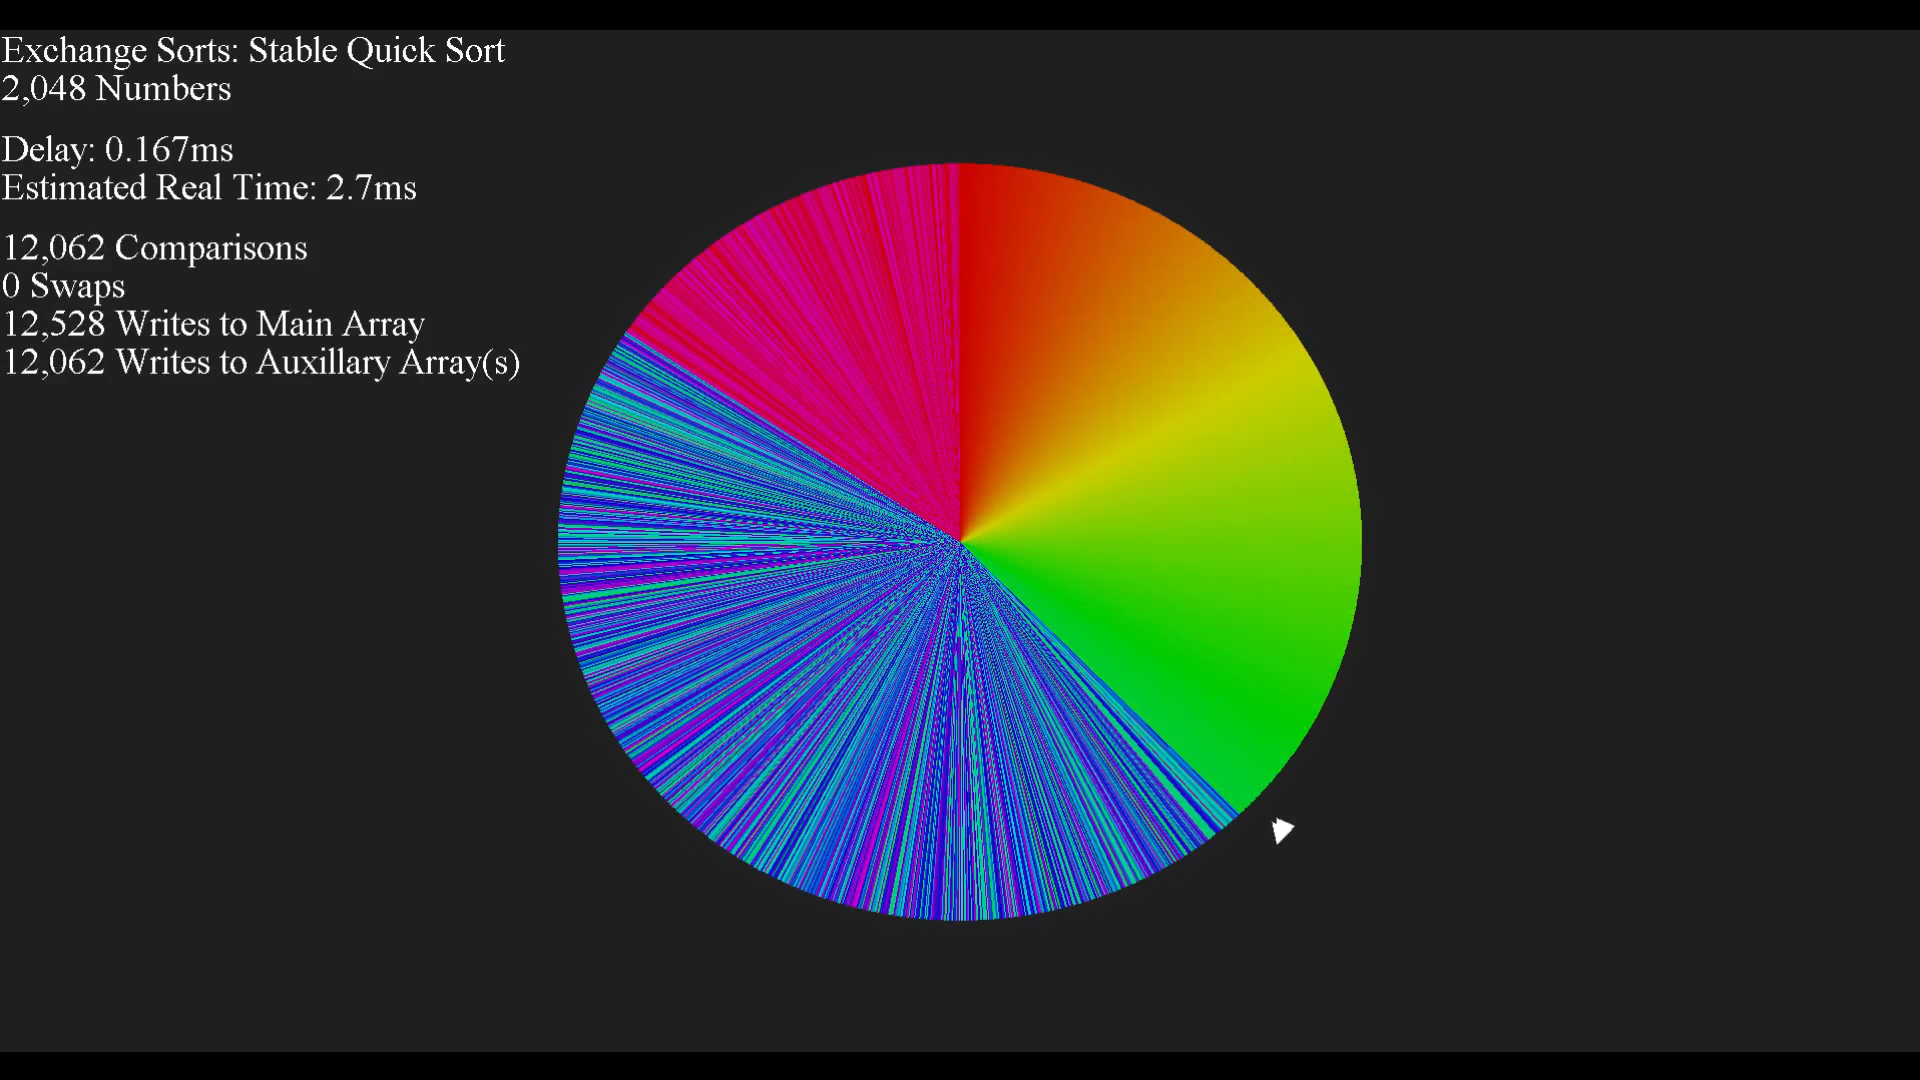 Exchange Sorts: Stable Quick Sort
2,048 Numbers
Delay: 0.167ms
Estimated Real Time: 2.7ms
12,062 Comparisons
0 Swaps
12,528 Writes to Main Array
12,062 Writes to Auxillary Array(s)